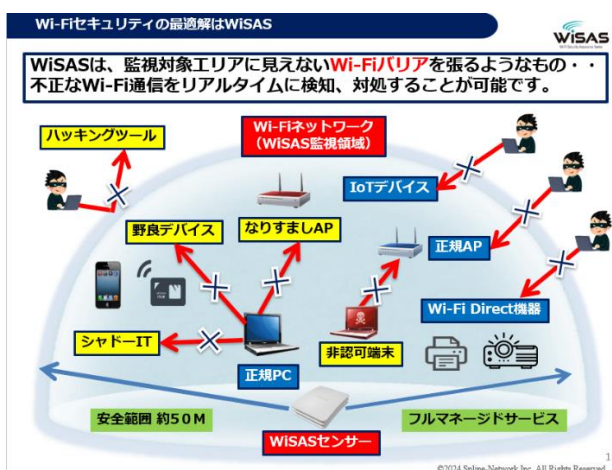 Wi-Fiセキュリティの最適解はWiSAS
WiSAS
WiSASは、監視対象エリアに見えないWi-Fiバリアを張るようなもの・・
不正なWi-Fi通信をリアルタイムに検知、対処することが可能です。
ハッキングツール
Wi-Fiネットワーク
（WiSAS監視領域）
IoTデバイス
野良デバイス
なりすましAP
正規AP
Wi-Fi Direct機器
シャドーIT
非認可端末
正規PC
安全範囲 約50M
フルマネージドサービス
WiSASセンサー
1
©2024 Spline-Network Inc. All Rights Reserved